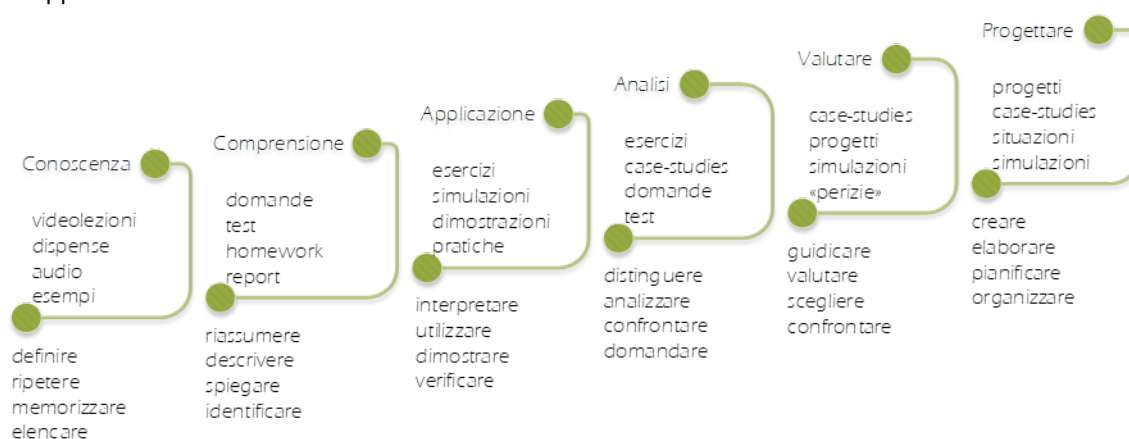 Conoscenza
videolezioni
dispense
audio
esempi
definire
ripetere
memorizzare
elencare
Comprensione
domande
test
homework
report
riassumere
descrivere
spiegare
identificare
Applicazione
esercizi
simulazioni
dimostrazioni
pratiche
interpretare
utilizzare
dimostrare
verificare
Analisi
esercizi
case-studies
domande
test
distinguere
analizzare
confrontare
domandare
Valutare
case-studies
progetti
simulazioni
«perizie»
guidicare
valutare
scegliere
confrontare
Progettare
progetti
case-studies
situazioni
simulazioni
creare
elaborare
pianificare
organizzare